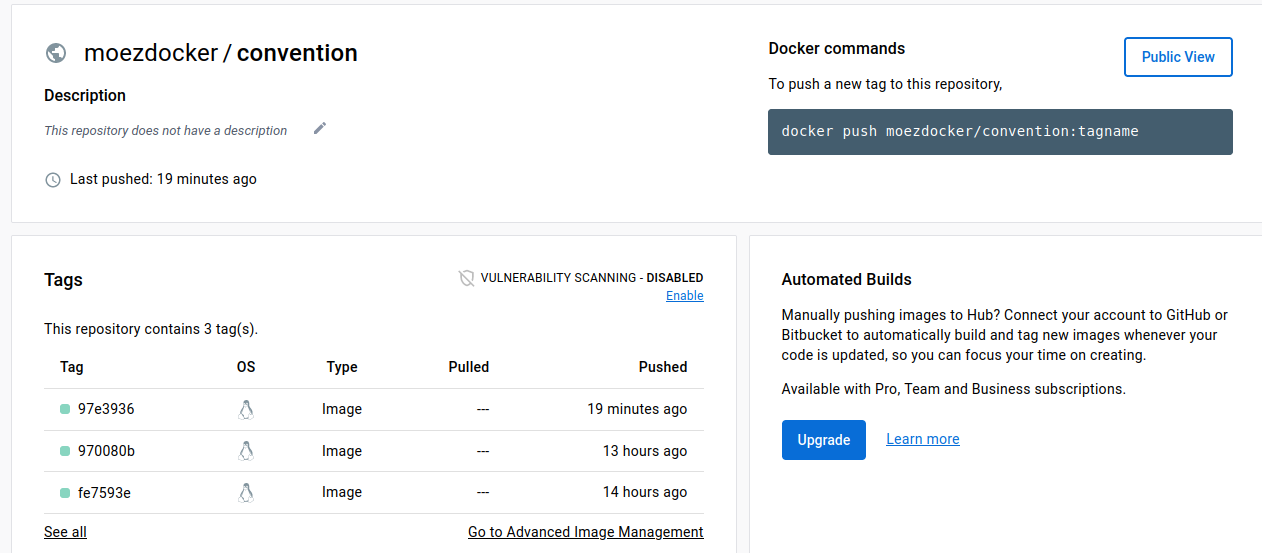 moezdocker / convention
Description
This repository does not have a description
Last pushed: 19 minutes ago
Docker commands
Public View
To push a new tag to this repository,
docker push moezdocker/convention:tagname
Tags
VULNERABILITY SCANNING - DISABLED
Enable
This repository contains 3 tag(s).
Tag OS Type Pulled Pushed
97e3936 Image --- 19 minutes ago
970080b Image --- 13 hours ago
fe7593e Image --- 14 hours ago
See all Go to Advanced Image Management
Automated Builds
Manually pushing images to Hub? Connect your account to GitHub or
Bitbucket to automatically build and tag new images whenever your
code is updated, so you can focus your time on creating.
Available with Pro, Team and Business subscriptions.
Upgrade Learn more